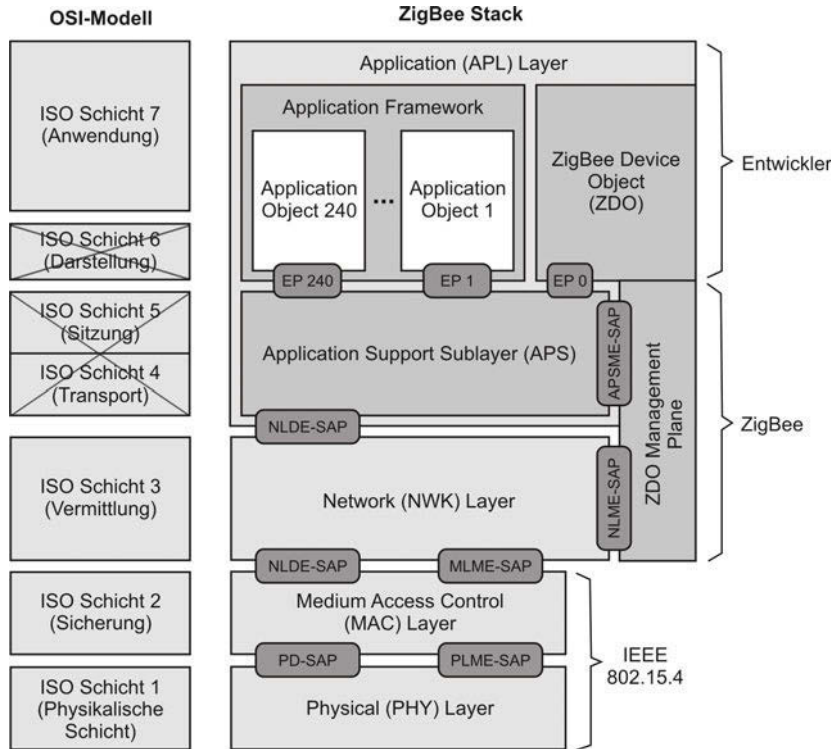 OSI-Modell
ZigBee Stack
ISO Schicht 7
(Anwendung)
ISO Schicht 6
(Darstellung)
ISO Schicht 5
(Sitzung)
ISO Schicht 4
(Transport)
ISO Schicht 3
(Vermittlung)
ISO Schicht 2
(Sicherung)
ISO Schicht 1
(Physikalische
Schicht)
Application (APL) Layer
Application Framework
Application
Object 240
...
Application
Object 1
ZigBee Device
Object
(ZDO)
EP 240
EP 1
EP 0
Application Support Sublayer (APS)
APSME-SAP
NLDE-SAP
Network (NWK) Layer
NLME-SAP
ZDO Management
Plane
NLDE-SAP
MLME-SAP
Medium Access Control
(MAC) Layer
PD-SAP
PLME-SAP
Physical (PHY) Layer
Entwickler
ZigBee
IEEE
802.15.4